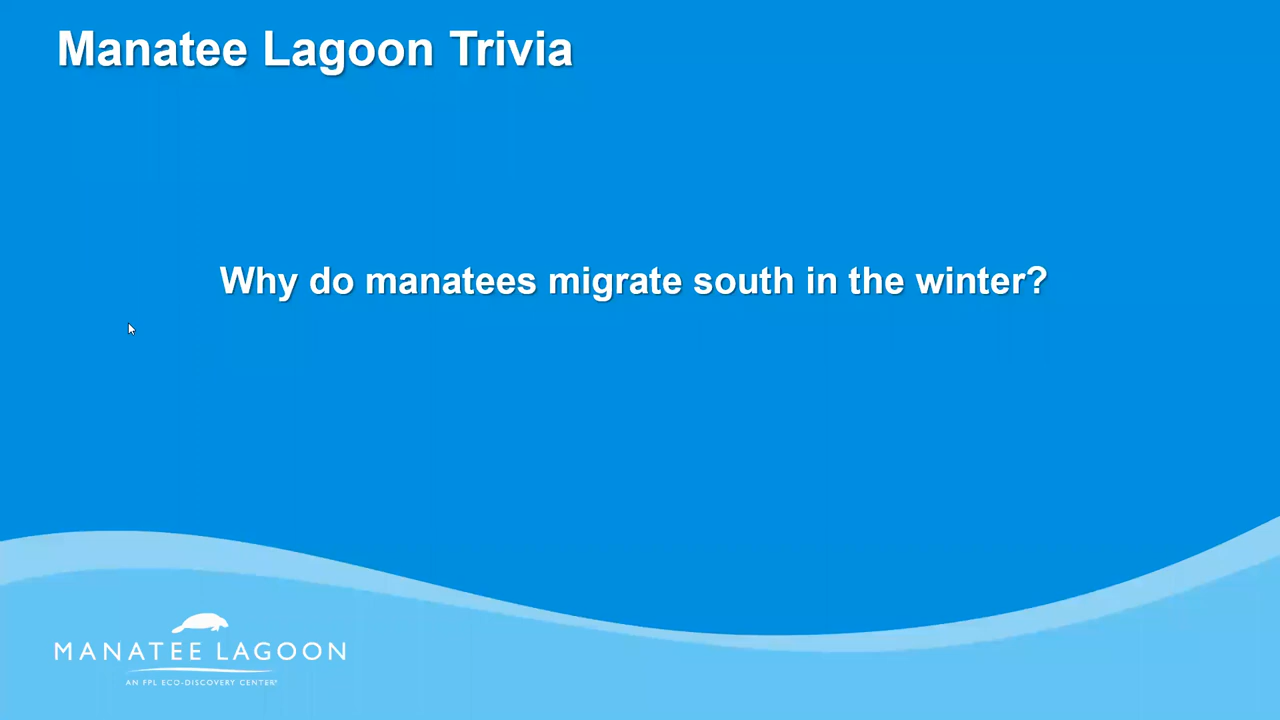 Manatee Lagoon Trivia
Why do manatees migrate south in the winter?
MANATEE LAGOON
AN FPL ECO-DISCOVERY CENTER®